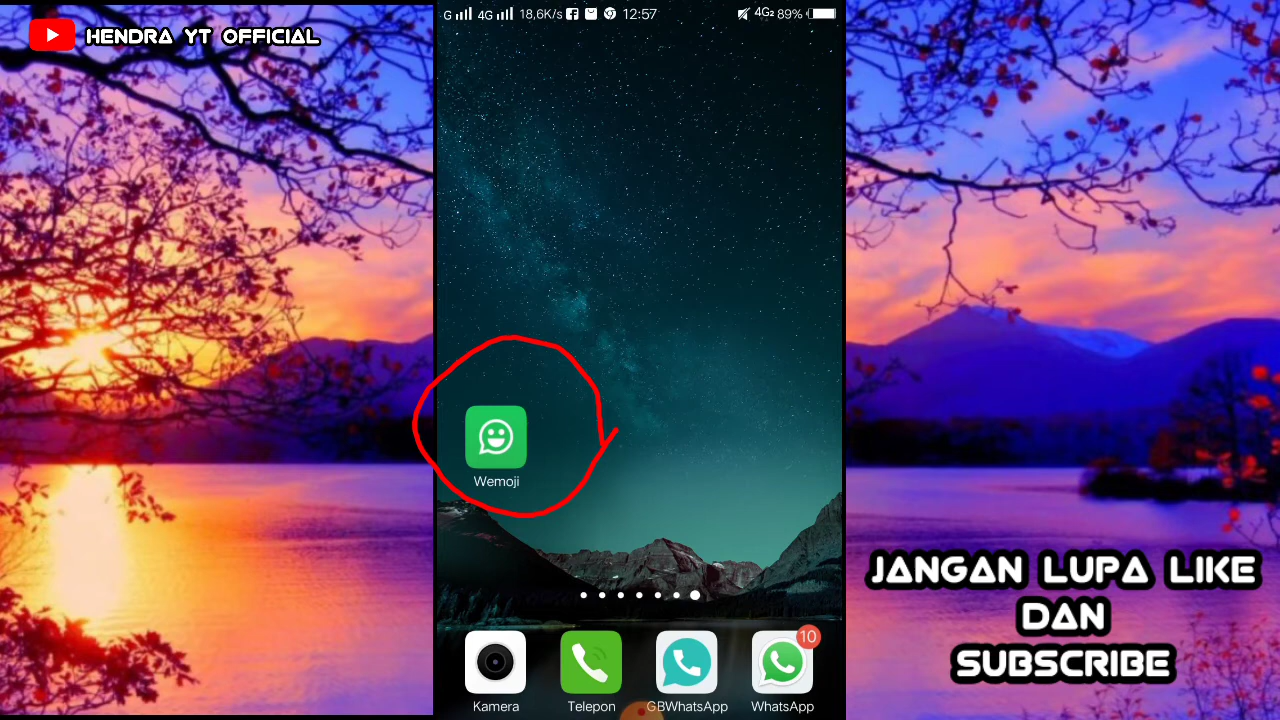 HENDRA YT OFFICIAL
G 4G 18,6K/s 12:57 4G2 89%
Wemoji
JANGAN LUPA LIKE
DAN
SUBSCRIBE
10
Kamera Telepon GBWhatsApp WhatsApp